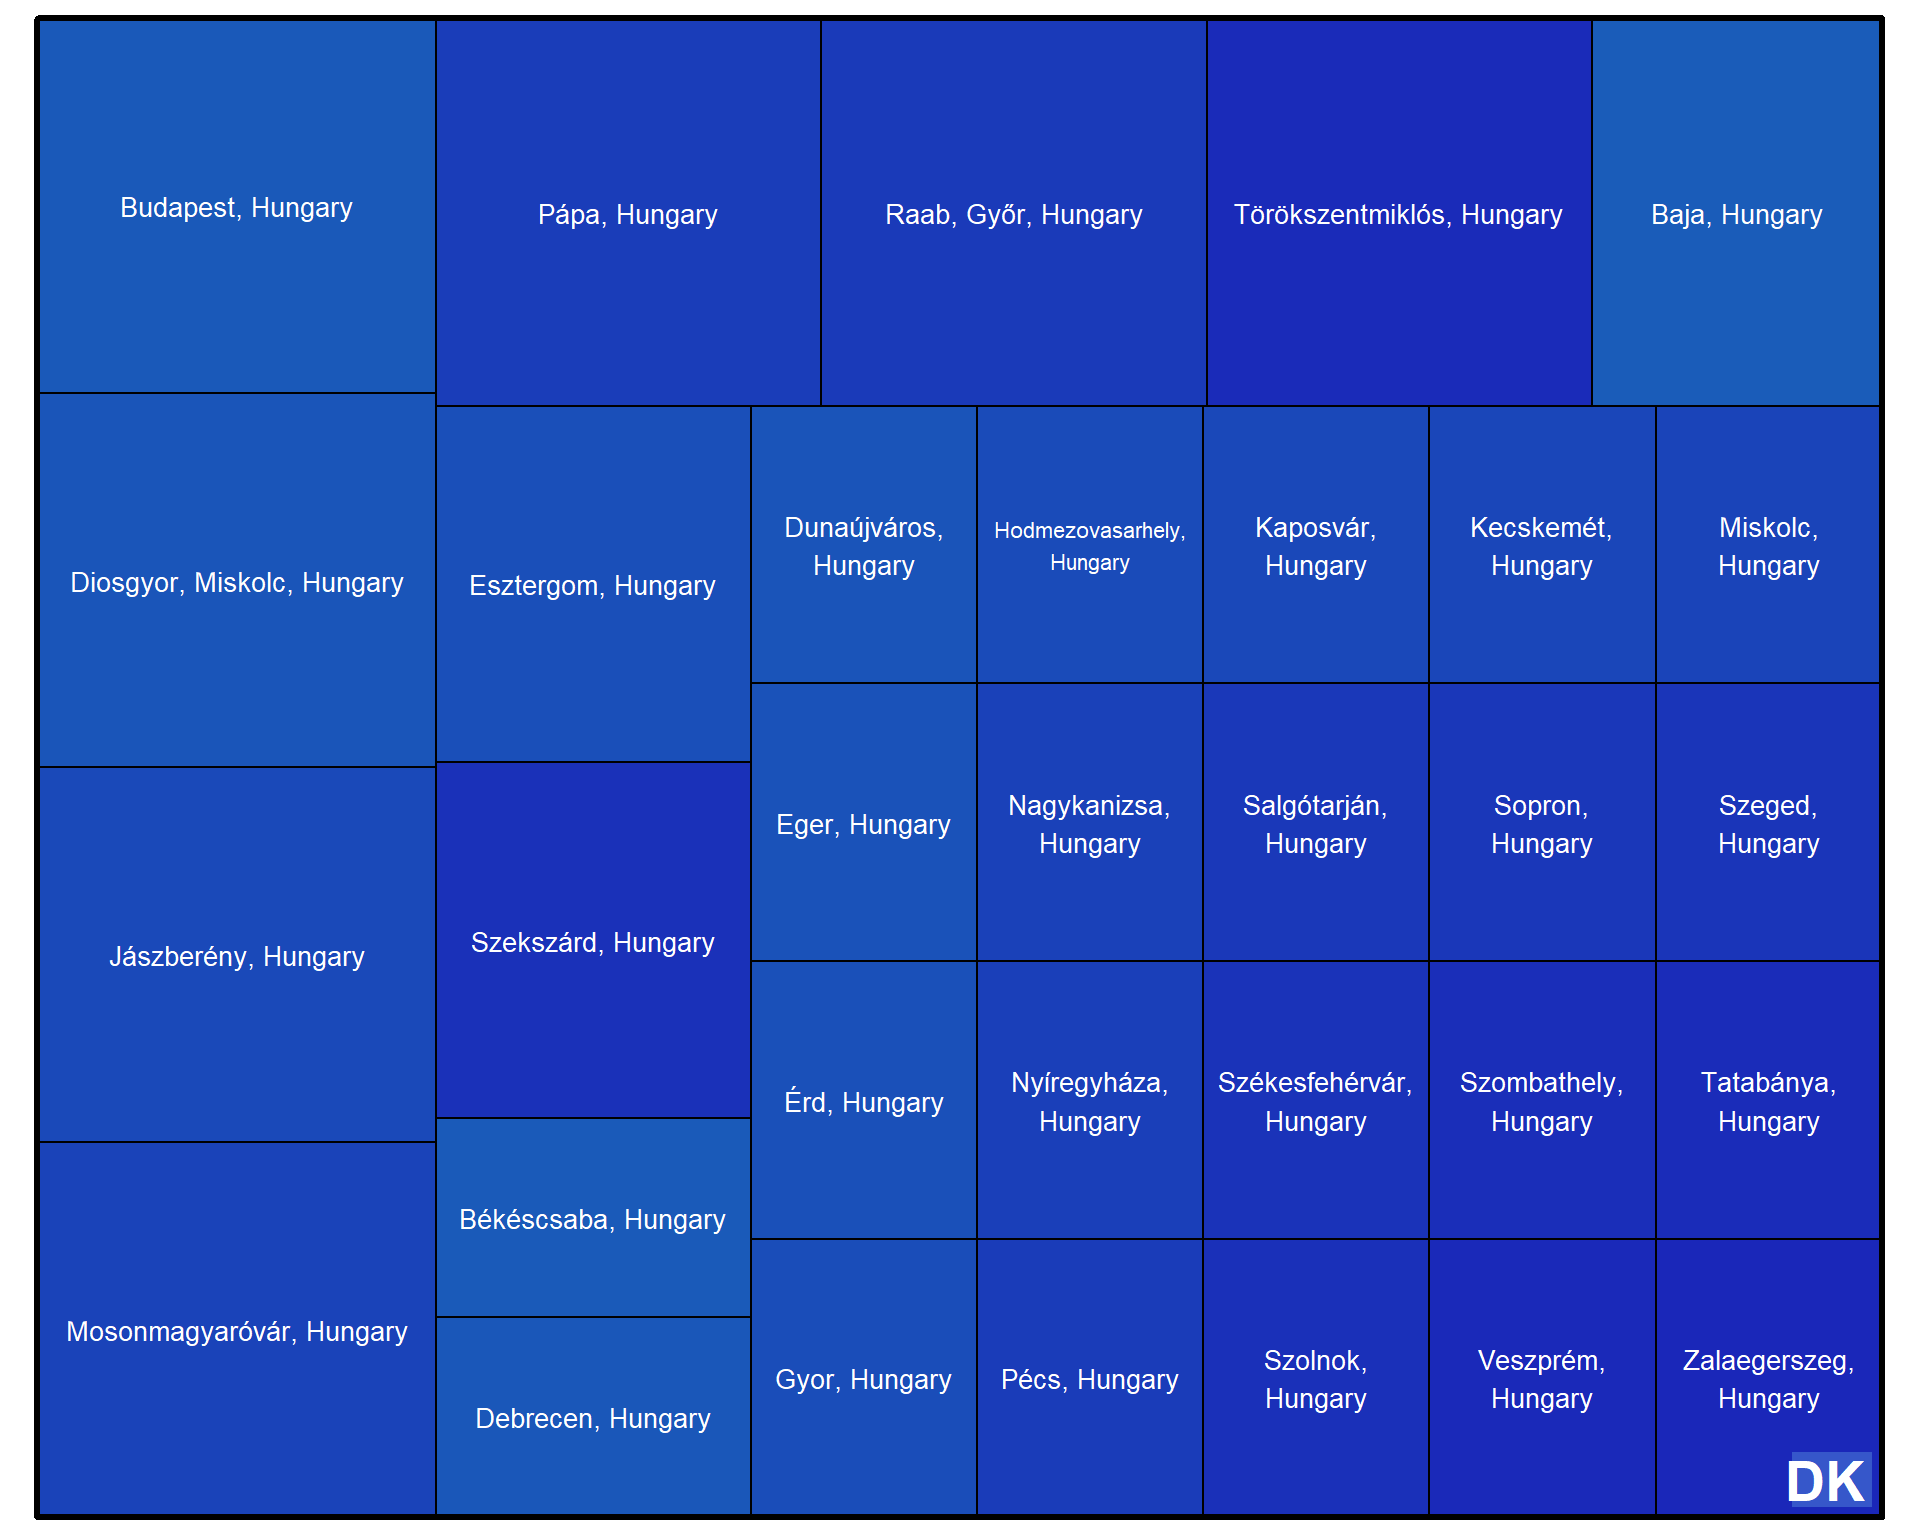 Budapest, Hungary
Pápa, Hungary
Raab, Győr, Hungary
Törökszentmiklós, Hungary
Baja, Hungary
Diosgyor, Miskolc, Hungary
Esztergom, Hungary
Dunaújváros,
Hungary
Hodmezovasarhely,
Hungary
Kaposvár,
Hungary
Kecskemét,
Hungary
Miskolc,
Hungary
Jászberény, Hungary
Szekszárd, Hungary
Eger, Hungary
Nagykanizsa,
Hungary
Salgótarján,
Hungary
Sopron,
Hungary
Szeged,
Hungary
Érd, Hungary
Nyíregyháza,
Hungary
Székesfehérvár,
Hungary
Szombathely,
Hungary
Tatabánya,
Hungary
Mosonmagyaróvár, Hungary
Békéscsaba, Hungary
Debrecen, Hungary
Gyor, Hungary
Pécs, Hungary
Szolnok,
Hungary
Veszprém,
Hungary
Zalaegerszeg,
Hungary
DK